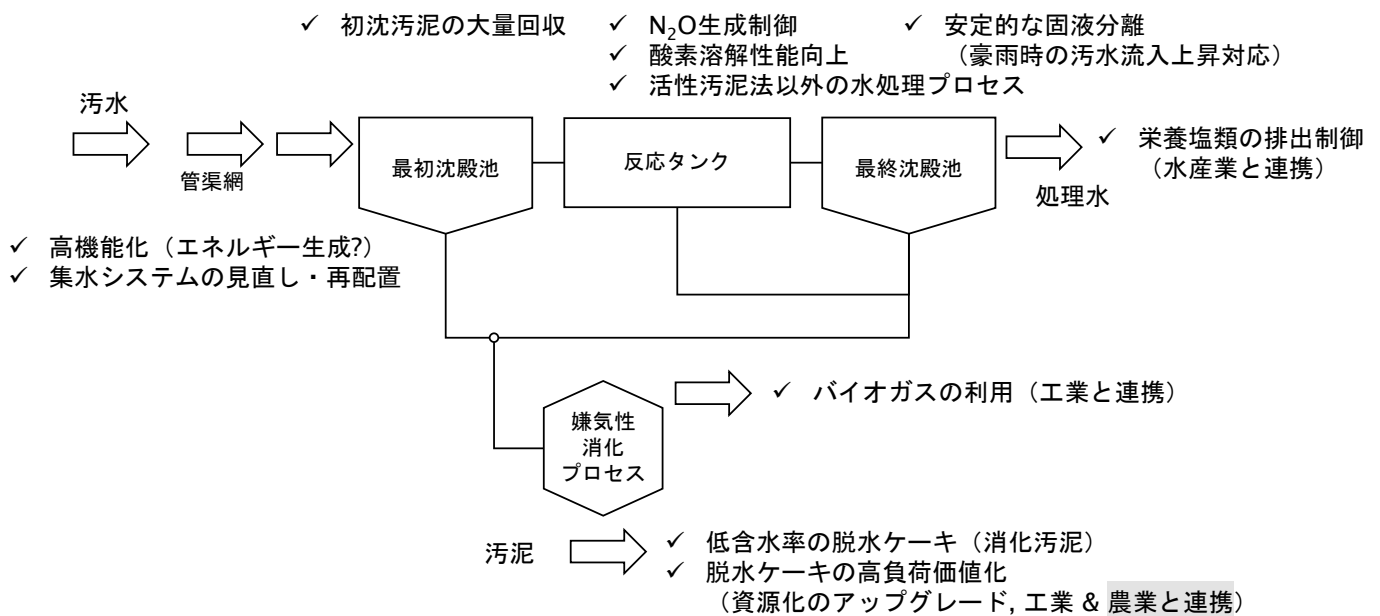 ✓ 初沈汚泥の大量回収
✓ N₂O生成制御
✓ 酸素溶解性能向上
✓ 活性汚泥法以外の水処理プロセス
✓ 安定的な固液分離
（豪雨時の汚水流入上昇対応）
汚水
管渠網
最初沈殿池
反応タンク
最終沈殿池
処理水
✓ 栄養塩類の排出制御
（水産業と連携）
✓ 高機能化（エネルギー生成?）
✓ 集水システムの見直し・再配置
嫌気性
消化
プロセス
✓ バイオガスの利用（工業と連携）
汚泥
✓ 低含水率の脱水ケーキ（消化汚泥）
✓ 脱水ケーキの高負荷価値化
（資源化のアップグレード, 工業 & 農業と連携）